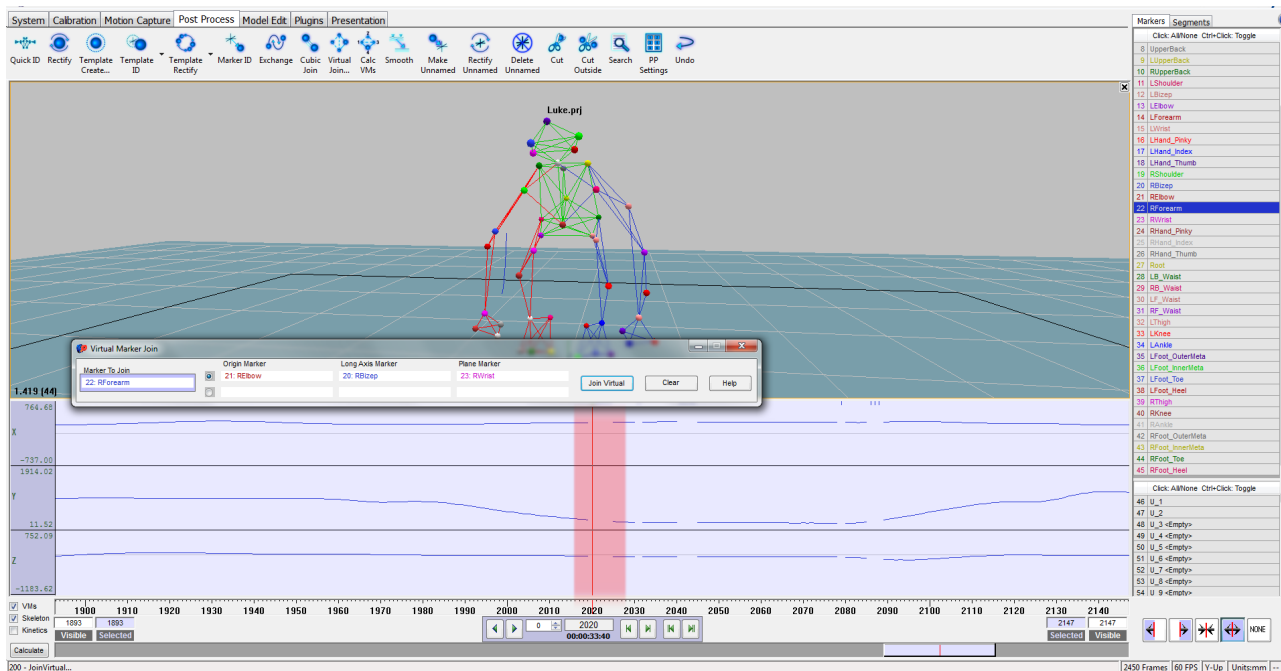 System Calibration Motion Capture Post Process Model Edit Plugins Presentation
Quick ID Rectify Template Create... Template ID Template Rectify Marker ID Exchange Cubic Join Virtual Join... Calc VMs Smooth Make Unnamed Rectify Unnamed Delete Unnamed Cut Cut Outside Search PP Settings Undo
Luke.prj
Virtual Marker Join
Marker To Join Origin Marker Long Axis Marker Plane Marker
22: RForearm 21: RElbow 20: RBizep 23: RWrist Join Virtual Clear Help
1.419 [44]
764.68
X
-737.00
1914.02
Y
11.52
752.09
Z
-1183.62
1900 1910 1920 1930 1940 1950 1960 1970 1980 1990 2000 2010 2020 2030 2040 2050 2060 2070 2080 2090 2100 2110 2120 2130 2140
VMs
Skeleton
Kinetics
1893 1893 0 2020 2147 2147
Visible Selected 00:00:33:40 Selected Visible
Calculate
200 - JoinVirtual...
2450 Frames 60 FPS Y-Up Units:mm --
Markers Segments
Click: All/None Ctrl+Click: Toggle
8 UpperBack
9 LUpperBack
10 RUpperBack
11 LShoulder
12 LBizep
13 LElbow
14 LForearm
15 LWrist
16 LHand_Pinky
17 LHand_Index
18 LHand_Thumb
19 RShoulder
20 RBizep
21 RElbow
22 RForearm
23 RWrist
24 RHand_Pinky
25 RHand_Index
26 RHand_Thumb
27 Root
28 LB_Waist
29 RB_Waist
30 LF_Waist
31 RF_Waist
32 LThigh
33 LKnee
34 LAnkle
35 LFoot_OuterMeta
36 LFoot_InnerMeta
37 LFoot_Toe
38 LFoot_Heel
39 RThigh
40 RKnee
41 RAnkle
42 RFoot_OuterMeta
43 RFoot_InnerMeta
44 RFoot_Toe
45 RFoot_Heel
Click: All/None Ctrl+Click: Toggle
46 U_1
47 U_2
48 U_3 <Empty>
49 U_4 <Empty>
50 U_5 <Empty>
51 U_6 <Empty>
52 U_7 <Empty>
53 U_8 <Empty>
54 U_9 <Empty>
NONE